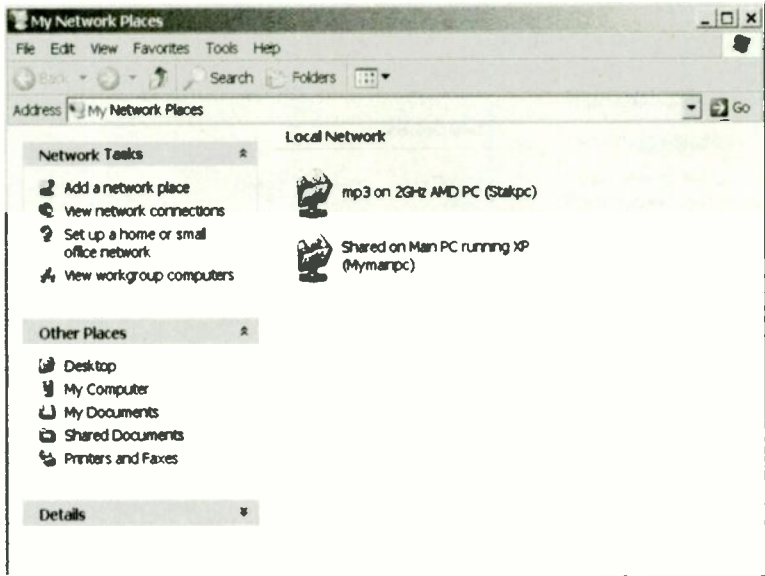 My Network Places
File Edit View Favorites Tools Help
Back Search Folders
Address My Network Places Go
Local Network
Network Tasks
Add a network place
View network connections
Set up a home or small
office network
View workgroup computers
mp3 on 2GHz AMD PC (Stakpc)
Shared on Main PC running XP
(Mymainpc)
Other Places
Desktop
My Computer
My Documents
Shared Documents
Printers and Faxes
Details